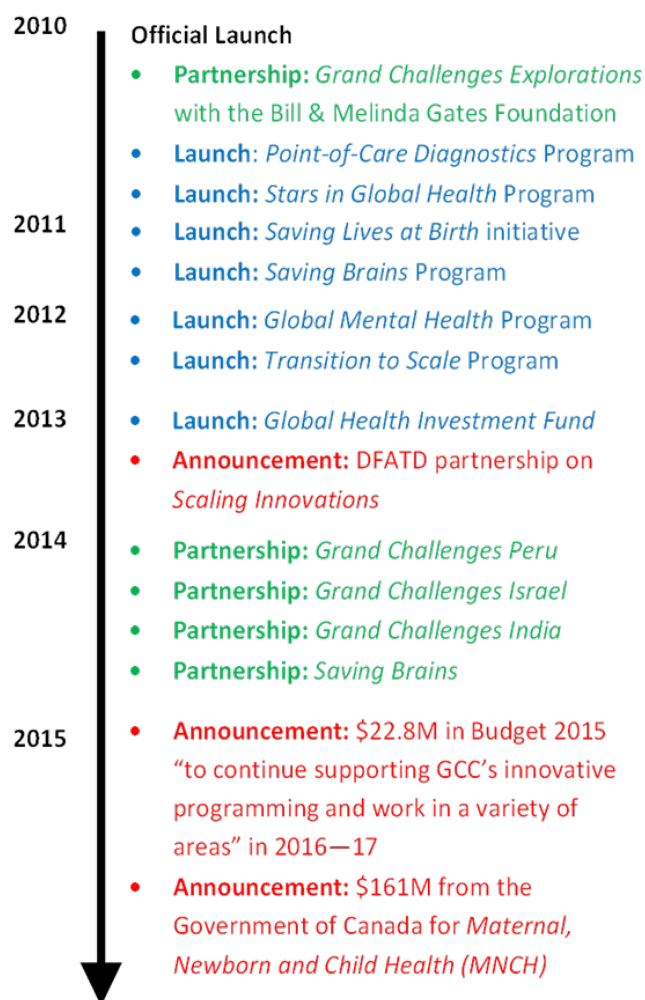 2010
Official Launch
• Partnership: Grand Challenges Explorations
with the Bill & Melinda Gates Foundation
• Launch: Point-of-Care Diagnostics Program
• Launch: Stars in Global Health Program
2011
• Launch: Saving Lives at Birth initiative
• Launch: Saving Brains Program
2012
• Launch: Global Mental Health Program
• Launch: Transition to Scale Program
2013
• Launch: Global Health Investment Fund
• Announcement: DFATD partnership on
Scaling Innovations
2014
• Partnership: Grand Challenges Peru
• Partnership: Grand Challenges Israel
• Partnership: Grand Challenges India
• Partnership: Saving Brains
2015
• Announcement: $22.8M in Budget 2015
“to continue supporting GCC’s innovative
programming and work in a variety of
areas” in 2016—17
• Announcement: $161M from the
Government of Canada for Maternal,
Newborn and Child Health (MNCH)